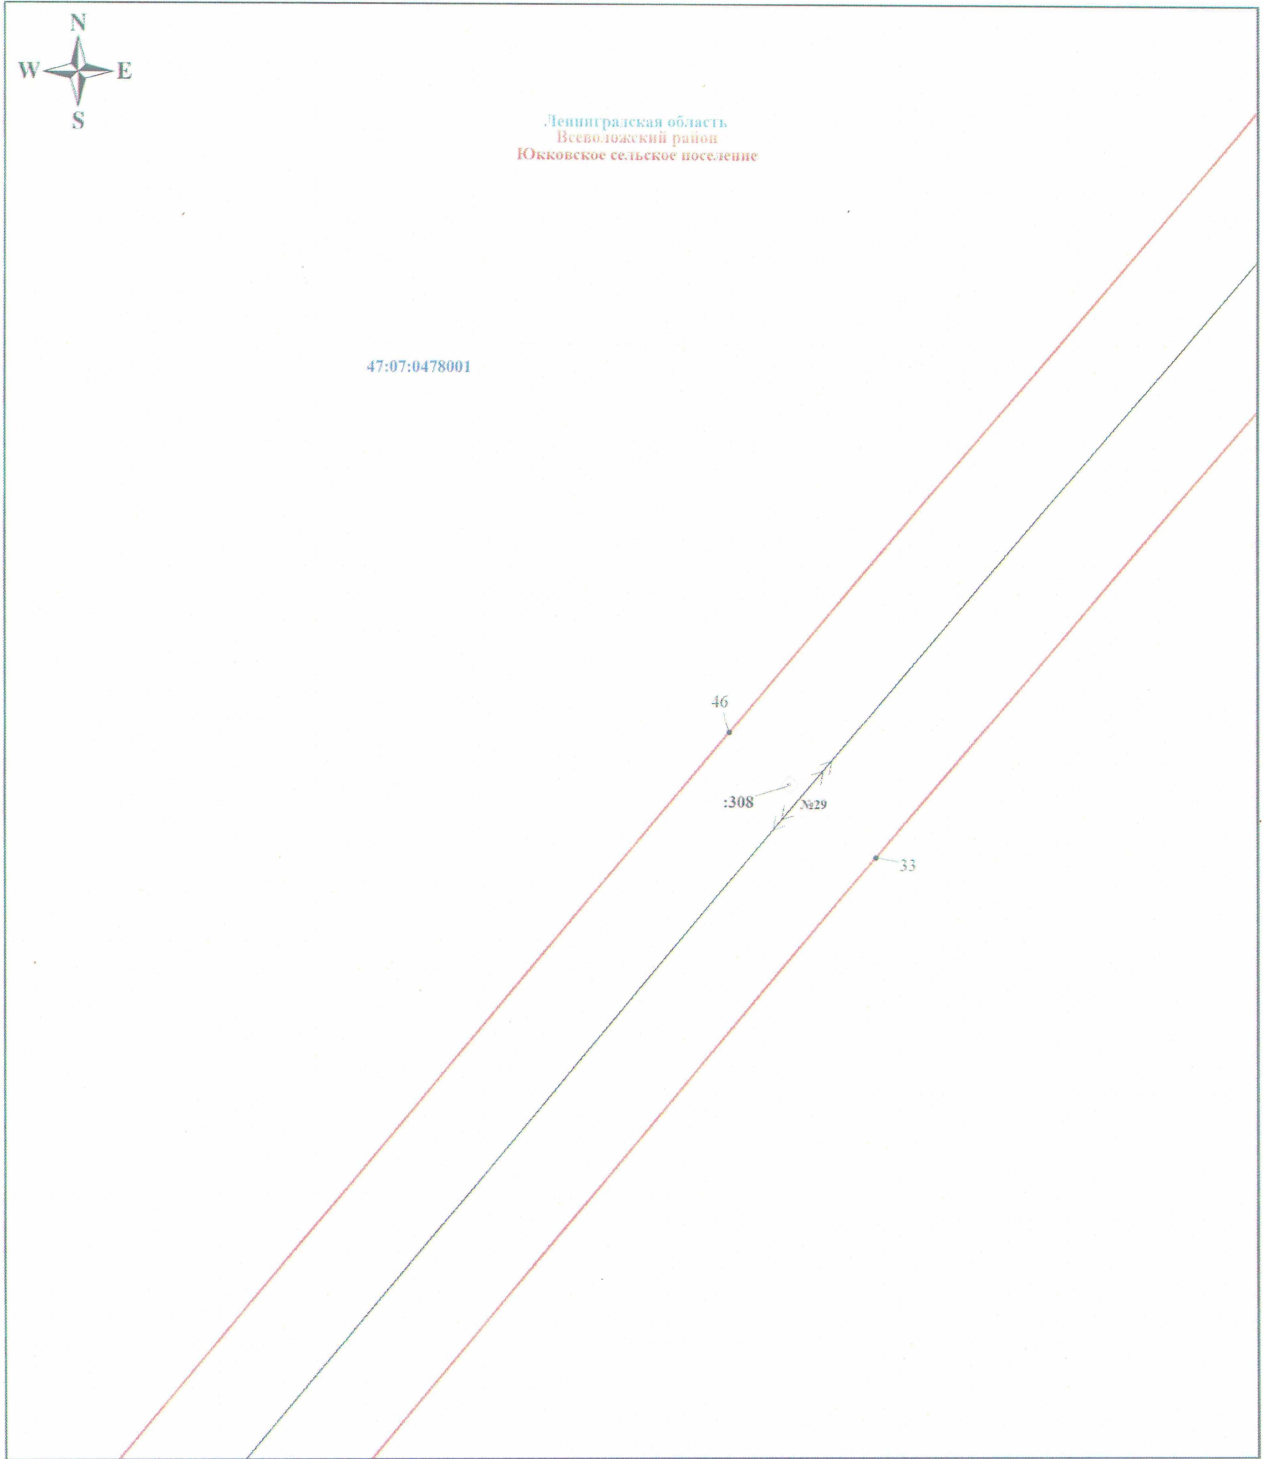 N
W E
S
Ленинградская область
Всеволожский район
Юкковское сельское поселение
47:07:0478001
46
:308
№29
33